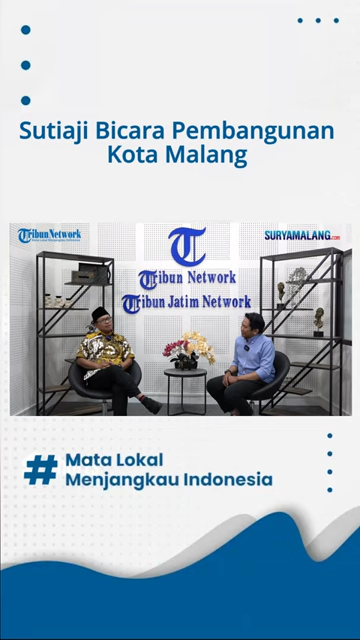 Sutiaji Bicara Pembangunan
Kota Malang
Tribun Network
SURYAMALANG.com
Tribun Network
Tribun Jatim Network
# Mata Lokal
Menjangkau Indonesia